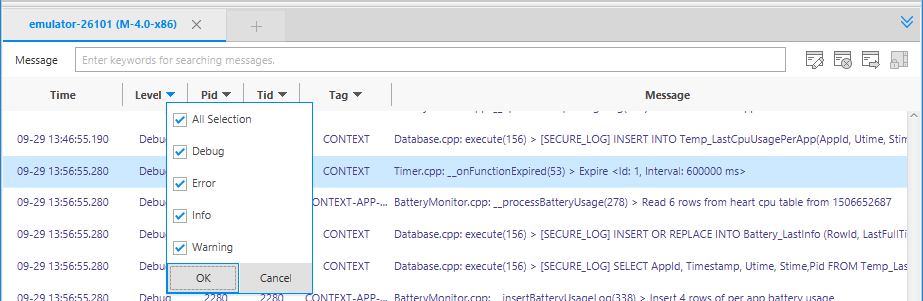 emulator-26101 (M-4.0-x86)
Message Enter keywords for searching messages.
Time Level Pid Tid Tag Message
09-29 13:46:55.190 Debug CONTEXT Database.cpp: execute(156) > [SECURE_LOG] INSERT INTO Temp_LastCpuUsagePerApp(AppId, Utime, Stime
09-29 13:56:55.280 Debug CONTEXT Timer.cpp: __onFunctionExpired(53) > Expire <Id: 1, Interval: 600000 ms>
09-29 13:56:55.280 Debug CONTEXT-APP-... BatteryMonitor.cpp: __processBatteryUsage(278) > Read 6 rows from heart cpu table from 1506652687
09-29 13:56:55.280 Debug CONTEXT Database.cpp: execute(156) > [SECURE_LOG] INSERT OR REPLACE INTO Battery_LastInfo (RowId, LastFullTi
09-29 13:56:55.280 Debug CONTEXT Database.cpp: execute(156) > [SECURE_LOG] SELECT AppId, Timestamp, Utime, Stime,Pid FROM Temp_Las
09-29 13:56:55.280 Debug 2280 2280 CONTEXT-APP-... BatteryMonitor.cpp: __insertBatteryUsageLog(338) > Insert 4 rows of per app battery usage
All Selection
Debug
Error
Info
Warning
OK Cancel